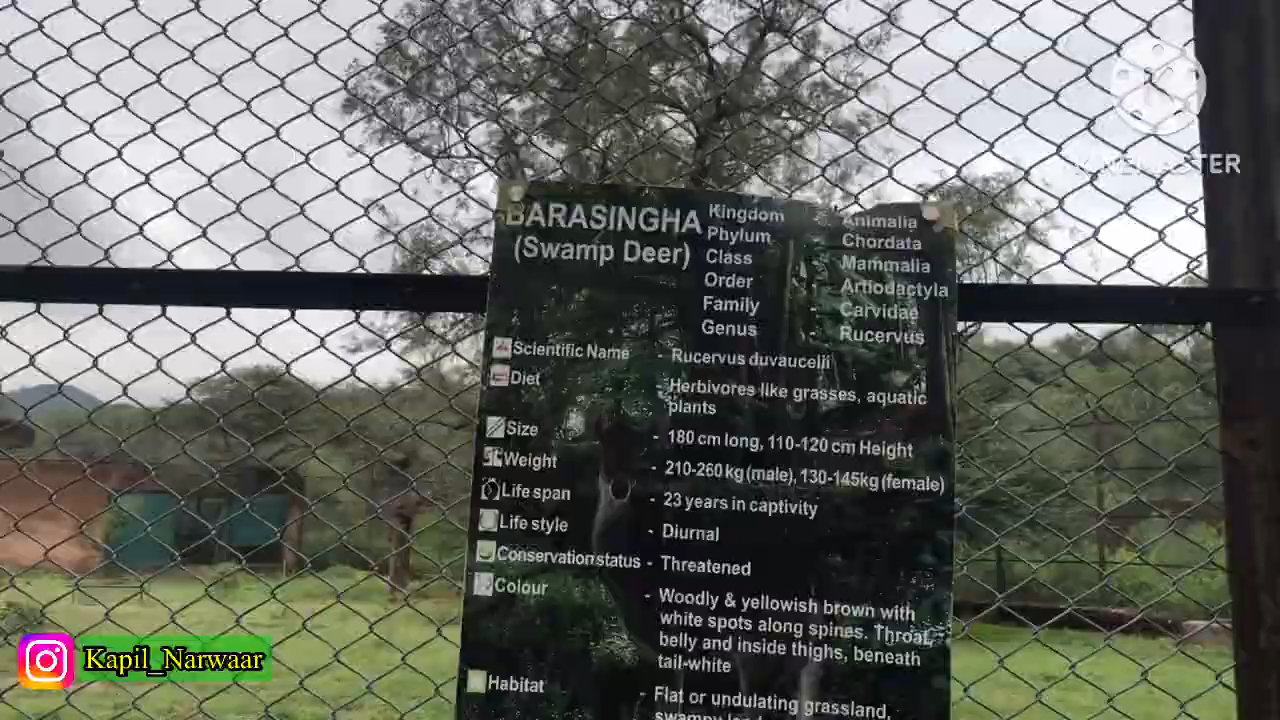 BARASINGHA
(Swamp Deer)
Kingdom - Animalia
Phylum - Chordata
Class - Mammalia
Order - Artiodactyla
Family - Carvidae
Genus - Rucervus
Scientific Name - Rucervus duvaucelii
Diet - Herbivores like grasses, aquatic
plants
Size - 180 cm long, 110-120 cm Height
Weight - 210-260 kg (male), 130-145kg (female)
Life span - 23 years in captivity
Life style - Diurnal
Conservation status - Threatened
Colour - Woodly & yellowish brown with
white spots along spines. Throat,
belly and inside thighs, beneath
tail-white
Habitat - Flat or undulating grassland,
swampy
Kapil_Narwaar